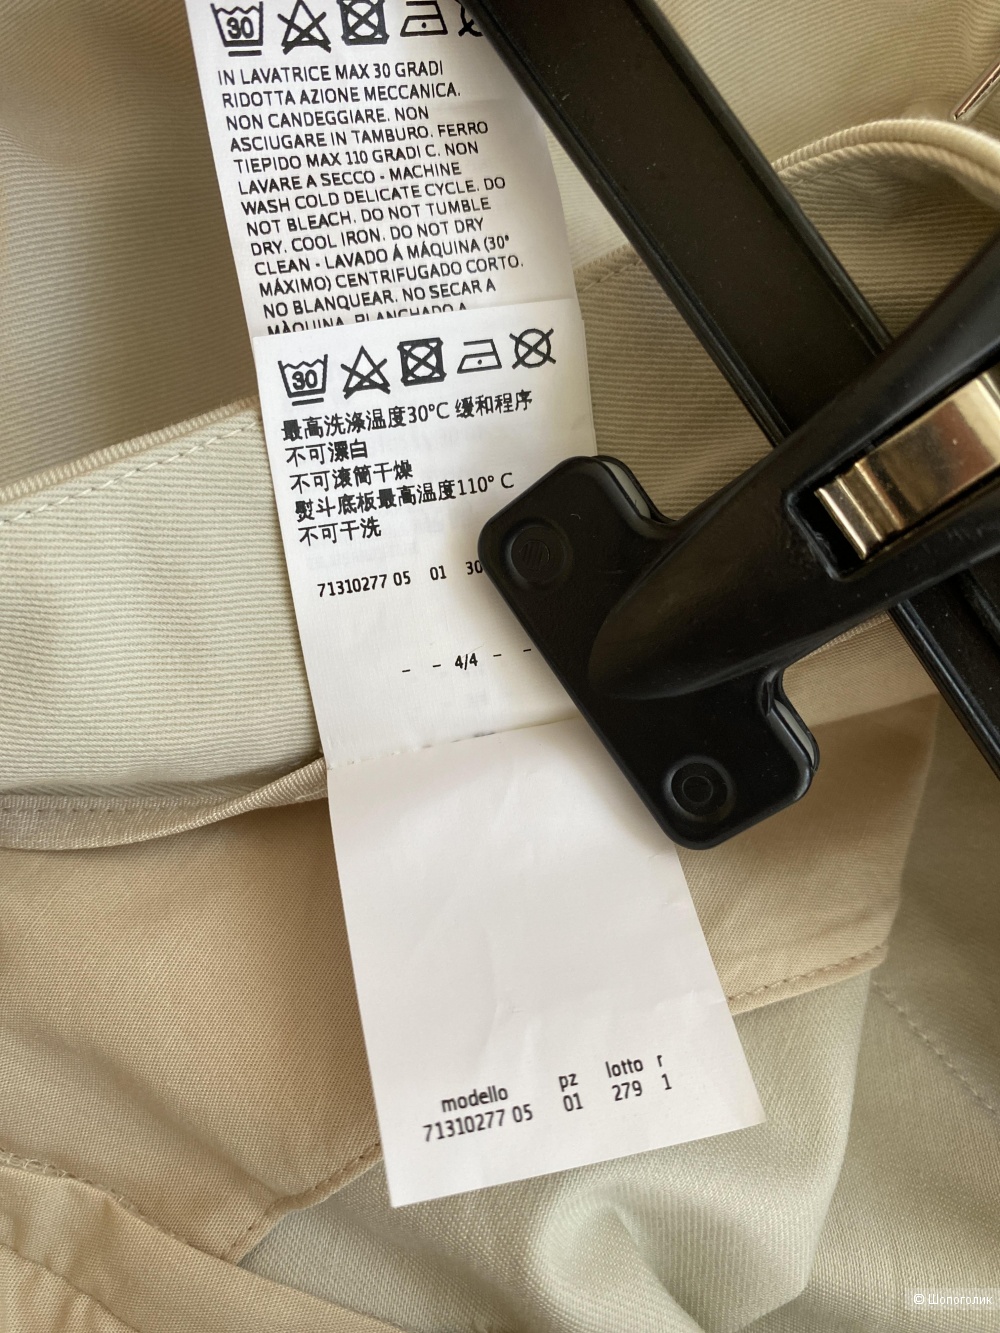 30
IN LAVATRICE MAX 30 GRADI
RIDOTTA AZIONE MECCANICA.
NON CANDEGGIARE. NON
ASCIUGARE IN TAMBURO. FERRO
TIEPIDO MAX 110 GRADI C. NON
LAVARE A SECCO - MACHINE
WASH COLD DELICATE CYCLE. DO
NOT BLEACH. DO NOT TUMBLE
DRY. COOL IRON. DO NOT DRY
CLEAN - LAVADO Á MÁQUINA (30°
MÁXIMO) CENTRIFUGADO CORTO.
NO BLANQUEAR. NO SECAR A
MÀQUINA. PLANCHADO A
30
最高洗涤温度30°C 缓和程序
不可漂白
不可滚筒干燥
熨斗底板最高温度110° C
不可干洗
71310277 05 01 30
- - 4/4 - -
modello pz lotto r
71310277 05 01 279 1
© Шопоголик